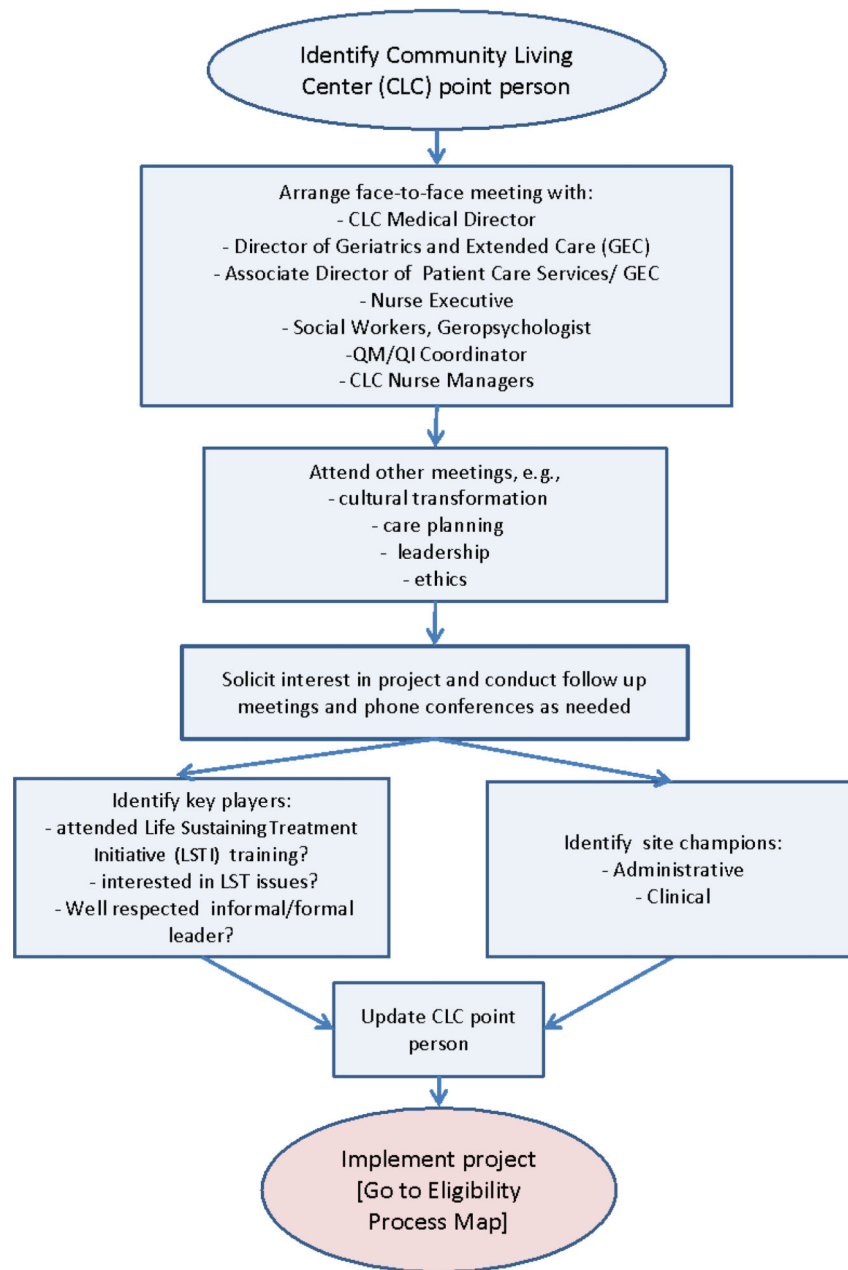 Identify Community Living
Center (CLC) point person
Arrange face-to-face meeting with:
- CLC Medical Director
- Director of Geriatrics and Extended Care (GEC)
- Associate Director of Patient Care Services/ GEC
- Nurse Executive
- Social Workers, Geropsychologist
-QM/QI Coordinator
- CLC Nurse Managers
Attend other meetings, e.g.,
- cultural transformation
- care planning
- leadership
- ethics
Solicit interest in project and conduct follow up
meetings and phone conferences as needed
Identify key players:
- attended Life Sustaining Treatment
Initiative (LSTI) training?
- interested in LST issues?
- Well respected informal/formal
leader?
Identify site champions:
- Administrative
- Clinical
Update CLC point
person
Implement project
[Go to Eligibility
Process Map]